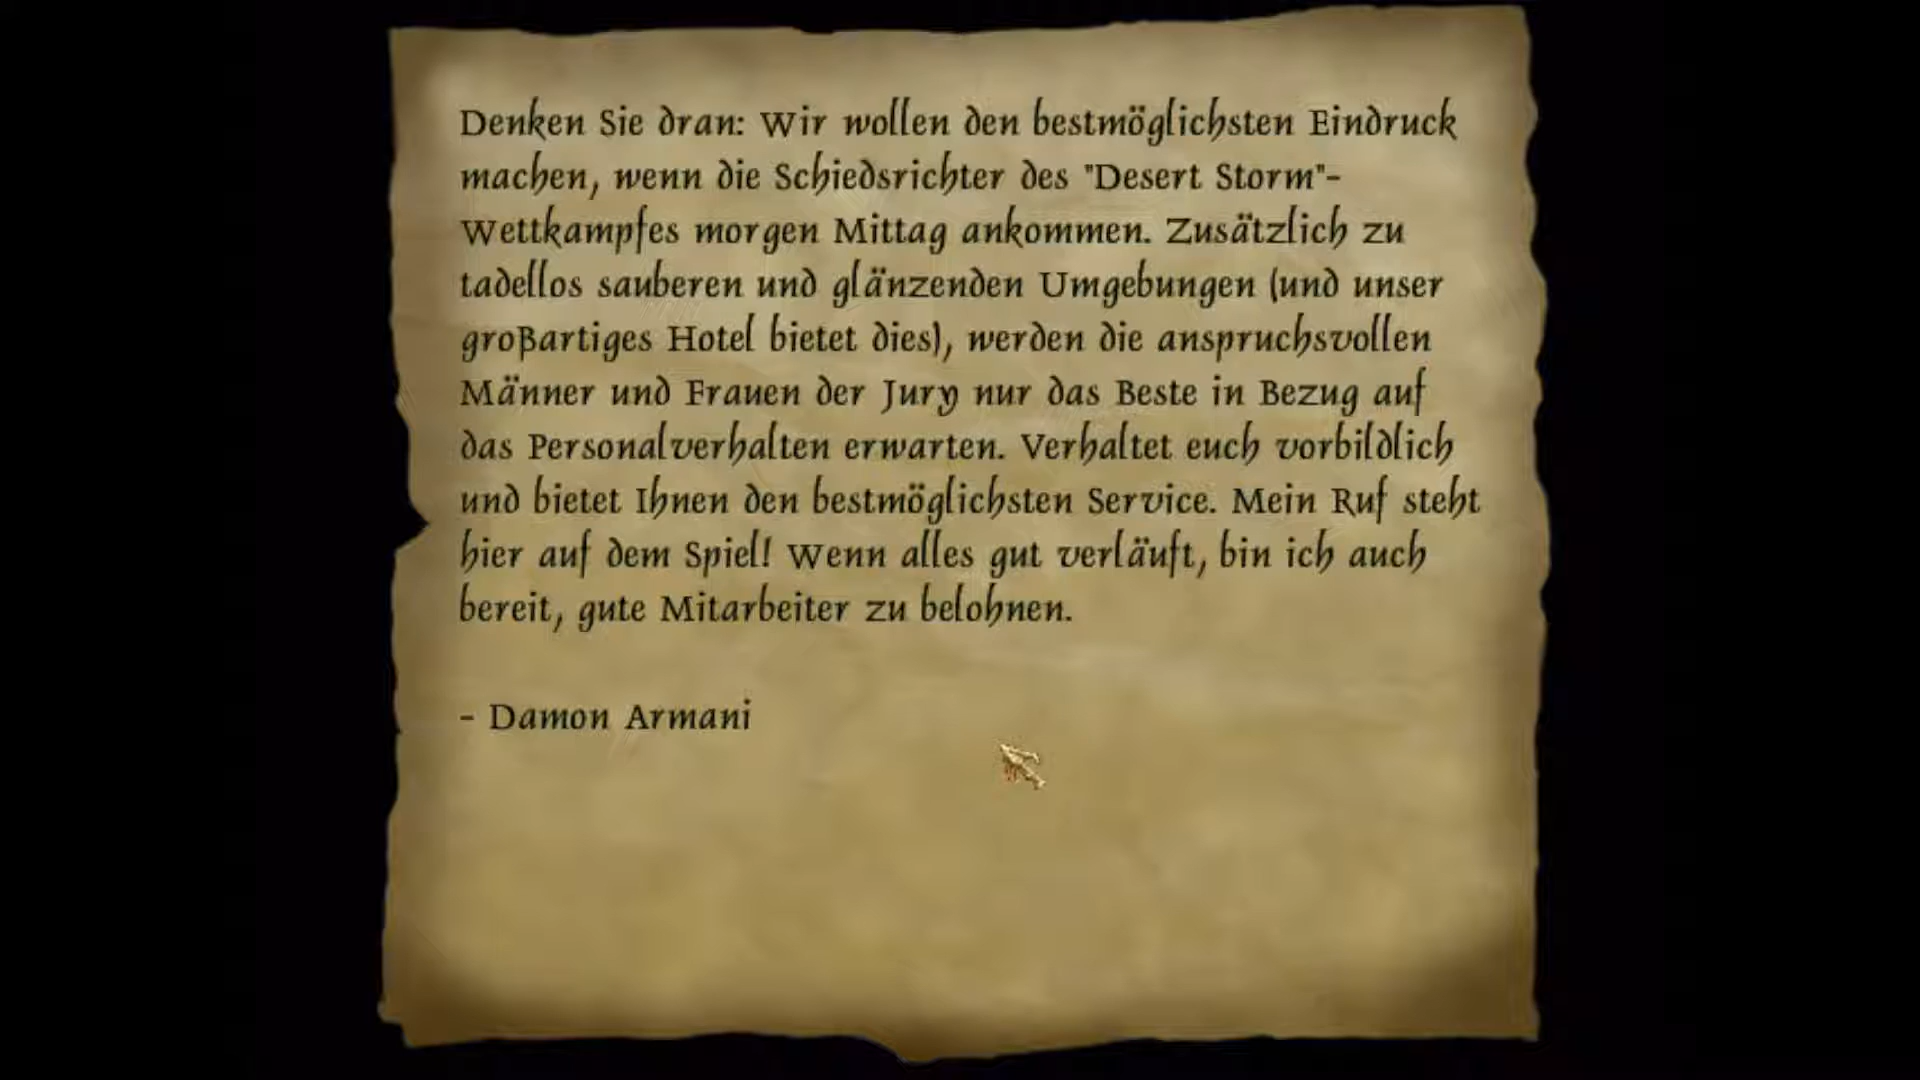 Denken Sie dran: Wir wollen den bestmöglichsten Eindruck
machen, wenn die Schiedsrichter des "Desert Storm"-
Wettkampfes morgen Mittag ankommen. Zusätzlich zu
tadellos sauberen und glänzenden Umgebungen (und unser
großartiges Hotel bietet dies), werden die anspruchsvollen
Männer und Frauen der Jury nur das Beste in Bezug auf
das Personalverhalten erwarten. Verhaltet euch vorbildlich
und bietet Ihnen den bestmöglichsten Service. Mein Ruf steht
hier auf dem Spiel! Wenn alles gut verläuft, bin ich auch
bereit, gute Mitarbeiter zu belohnen.
- Damon Armani